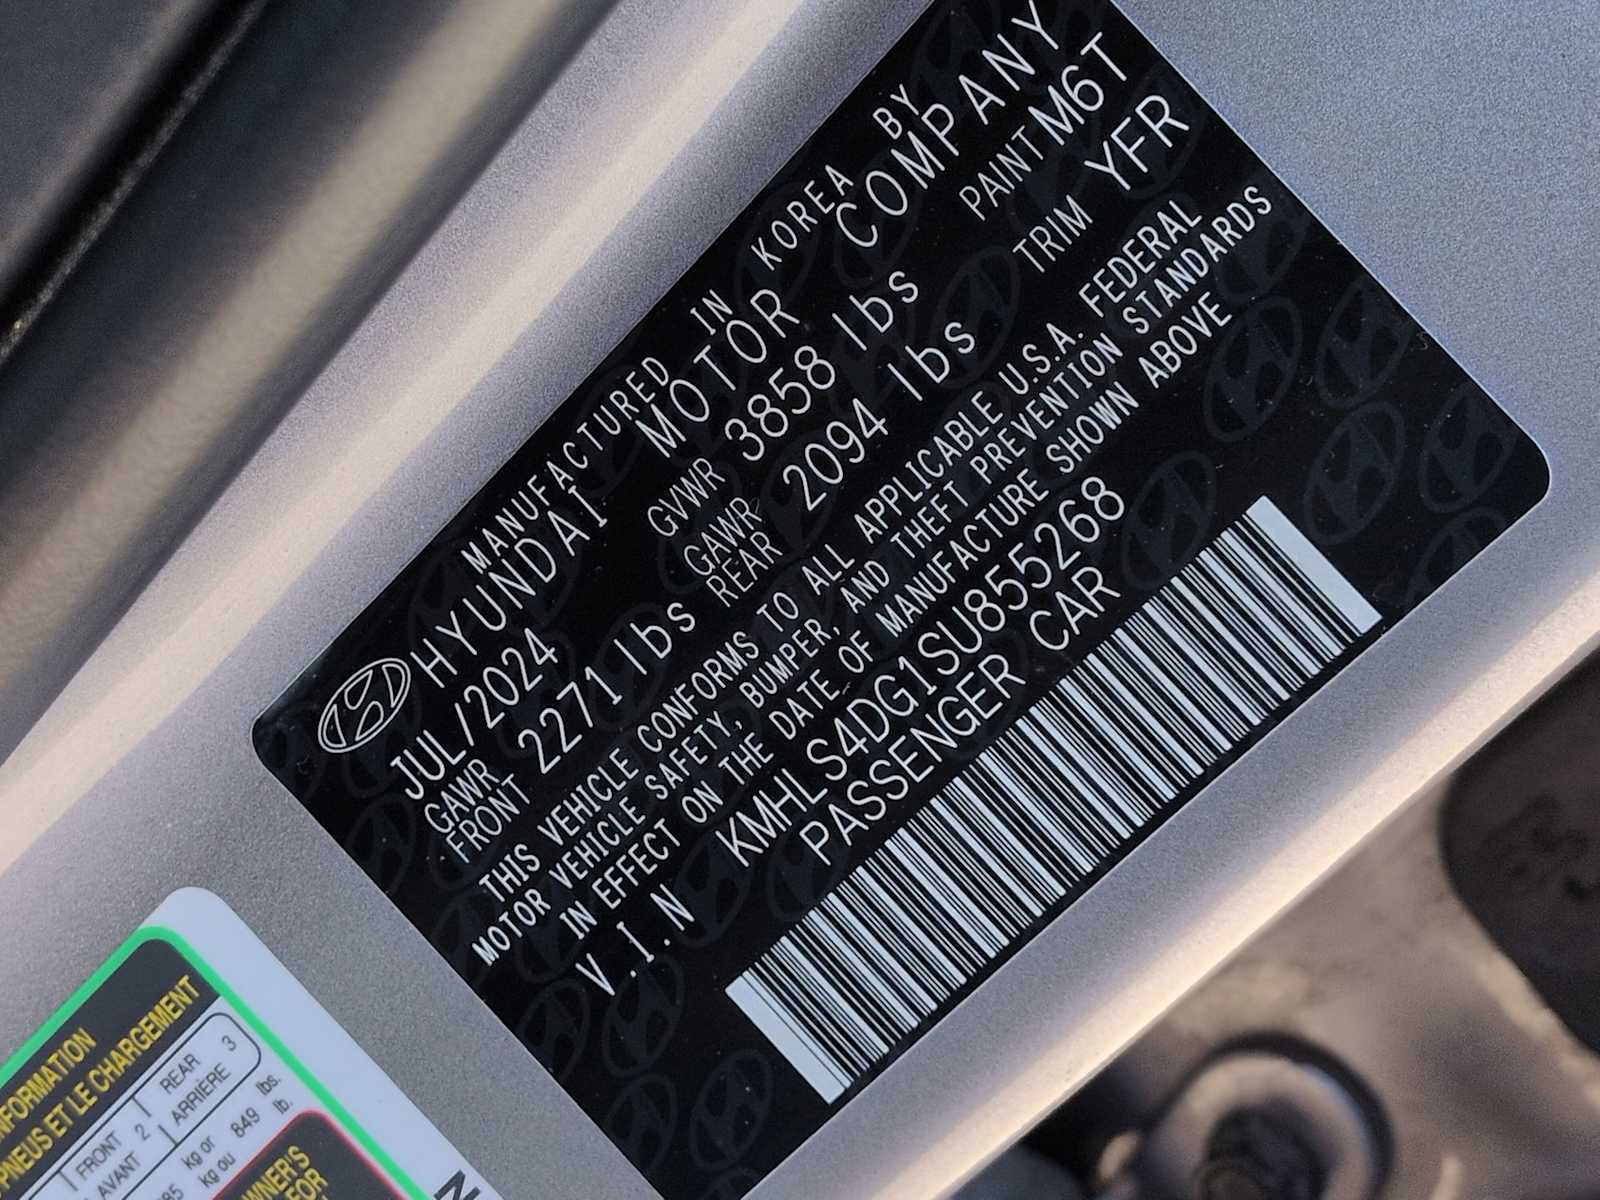 MANUFACTURED IN KOREA BY
HYUNDAI MOTOR COMPANY
JUL/2024 GVWR 3858 lbs PAINT M6T
GAWR FRONT 2271 lbs GAWR REAR 2094 lbs TRIM YFR
THIS VEHICLE CONFORMS TO ALL APPLICABLE U.S.A. FEDERAL
MOTOR VEHICLE SAFETY, BUMPER, AND THEFT PREVENTION STANDARDS
IN EFFECT ON THE DATE OF MANUFACTURE SHOWN ABOVE
V.I.N KMHLS4DG1SU855268
PASSENGER CAR
PNEUS ET LE CHARGEMENT
FRONT 2 REAR 3
AVANT ARRIÈRE
kg or 849 lbs.
kg ou lb.
FOR